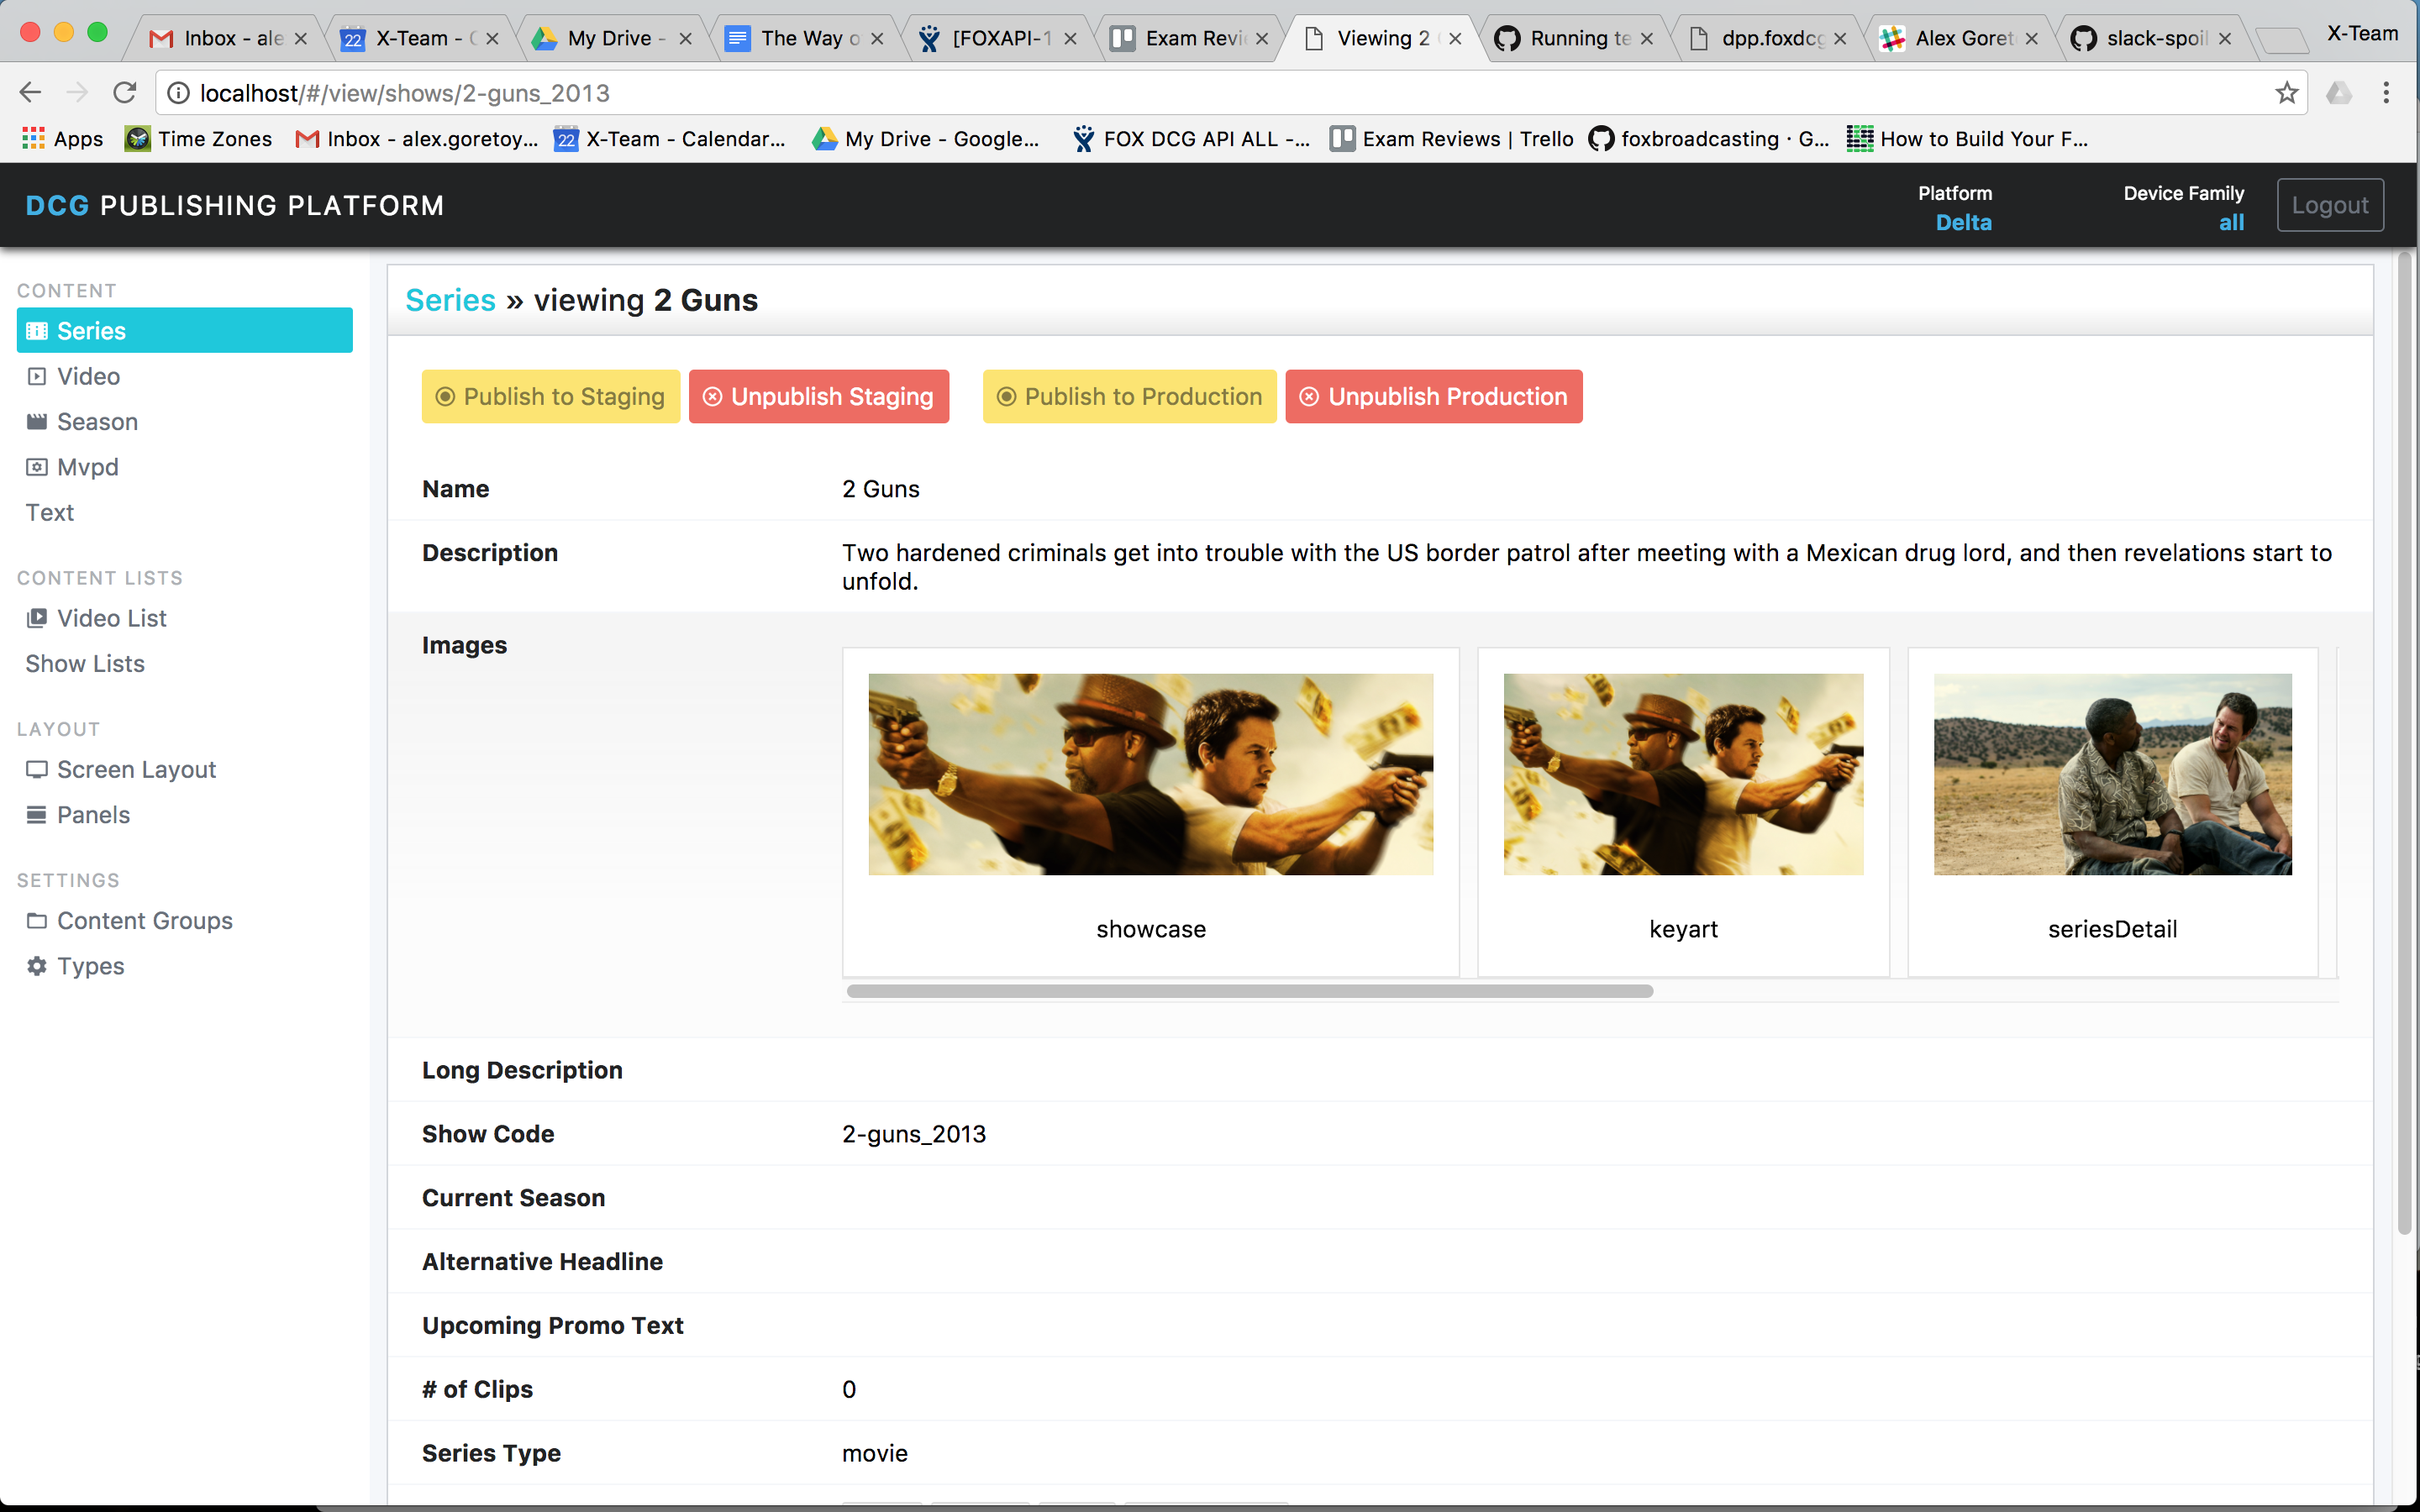 Inbox - ale
22 X-Team - C
My Drive -
The Way o
[FOXAPI-1
Exam Revie
Viewing 2
Running te
dpp.foxdcg
Alex Goret
slack-spoil
X-Team
localhost/#/view/shows/2-guns_2013
Apps
Time Zones
Inbox - alex.goretoy...
22 X-Team - Calendar...
My Drive - Google...
FOX DCG API ALL -...
Exam Reviews | Trello
foxbroadcasting · G...
How to Build Your F...
DCG PUBLISHING PLATFORM
Platform
Delta
Device Family
all
Logout
CONTENT
Series
Video
Season
Mvpd
Text
CONTENT LISTS
Video List
Show Lists
LAYOUT
Screen Layout
Panels
SETTINGS
Content Groups
Types
Series » viewing 2 Guns
Publish to Staging
Unpublish Staging
Publish to Production
Unpublish Production
Name
2 Guns
Description
Two hardened criminals get into trouble with the US border patrol after meeting with a Mexican drug lord, and then revelations start to
unfold.
Images
showcase
keyart
seriesDetail
Long Description
Show Code
2-guns_2013
Current Season
Alternative Headline
Upcoming Promo Text
# of Clips
0
Series Type
movie